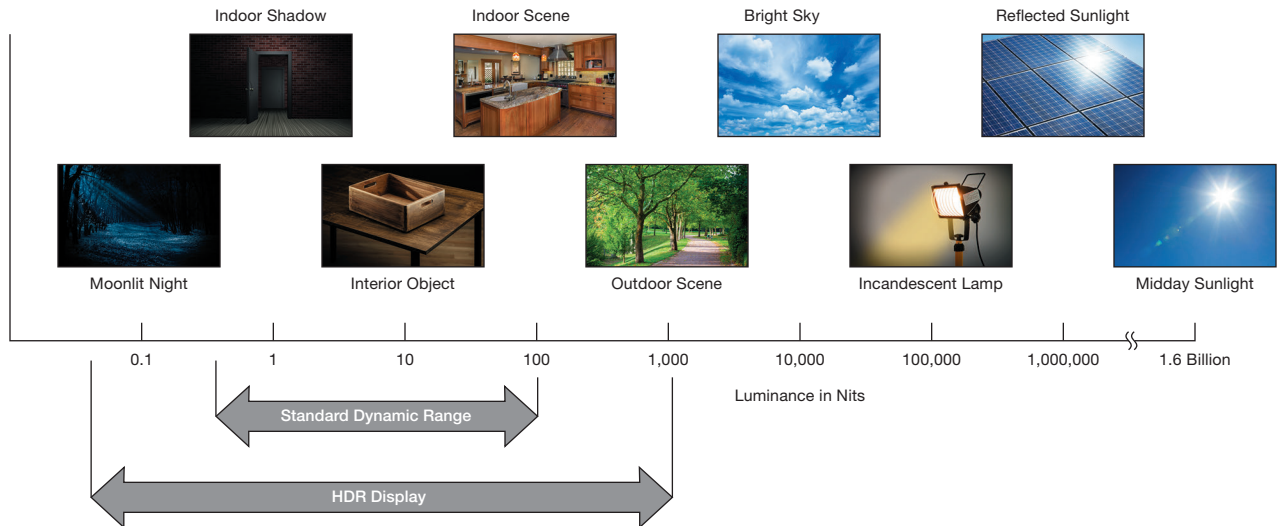 Indoor Shadow
Indoor Scene
Bright Sky
Reflected Sunlight
Moonlit Night
Interior Object
Outdoor Scene
Incandescent Lamp
Midday Sunlight
0.1
1
10
100
1,000
10,000
100,000
1,000,000
1.6 Billion
Luminance in Nits
Standard Dynamic Range
HDR Display